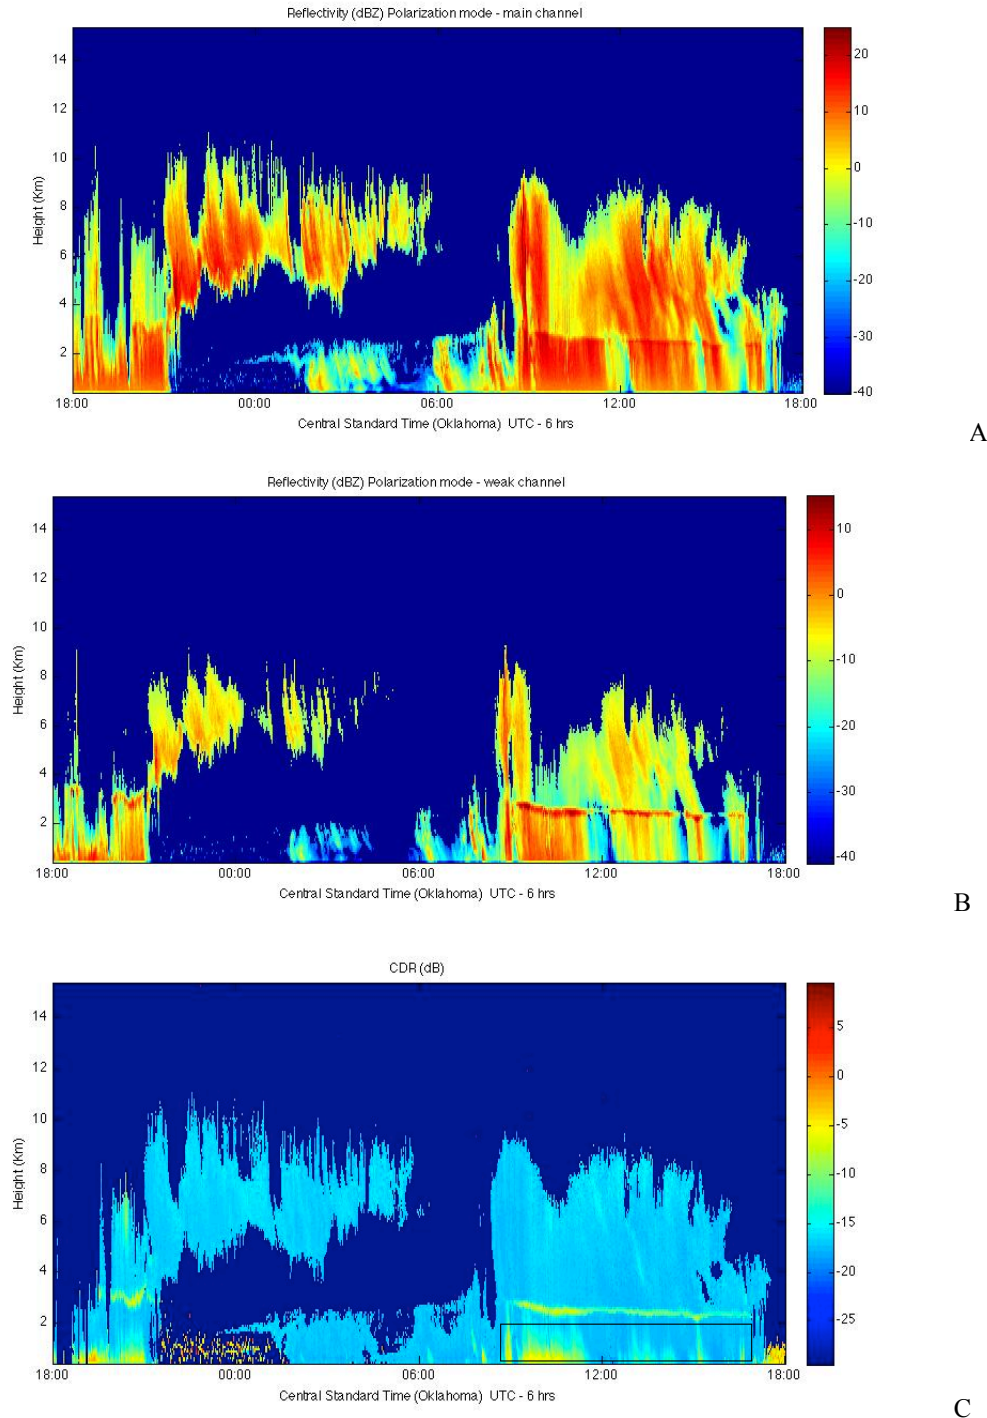 Reflectivity (dBZ) Polarization mode - main channel
14
12
10
8
6
4
2
Height (Km)
18:00 00:00 06:00 12:00 18:00
Central Standard Time (Oklahoma) UTC - 6 hrs
20
10
0
-10
-20
-30
-40
A
Reflectivity (dBZ) Polarization mode - weak channel
14
12
10
8
6
4
2
Height (Km)
18:00 00:00 06:00 12:00 18:00
Central Standard Time (Oklahoma) UTC - 6 hrs
10
0
-10
-20
-30
-40
B
CDR (dB)
14
12
10
8
6
4
2
Height (Km)
18:00 00:00 06:00 12:00 18:00
Central Standard Time (Oklahoma) UTC - 6 hrs
5
0
-5
-10
-15
-20
-25
C